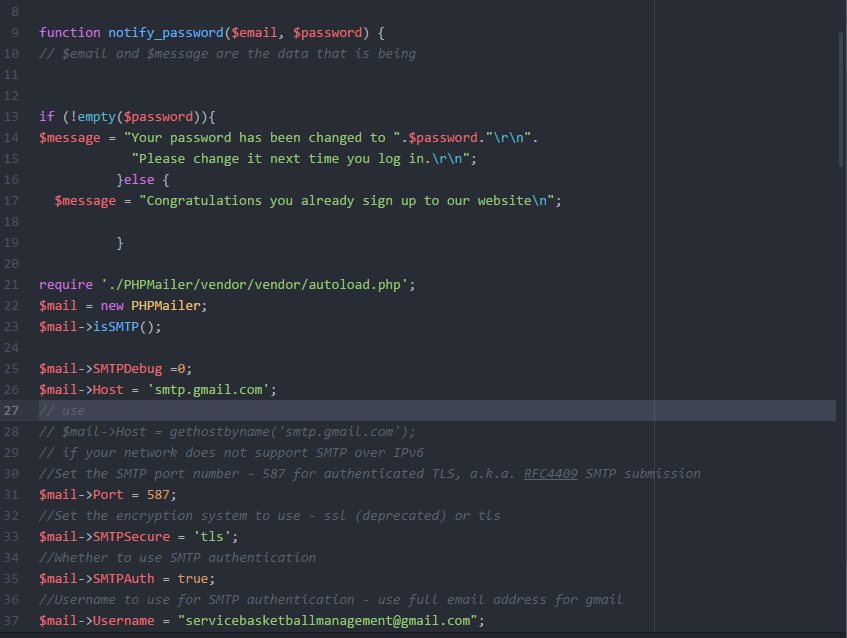 8
9 function notify_password($email, $password) {
10 // $email and $message are the data that is being
11
12
13 if (!empty($password)){
14 $message = "Your password has been changed to ".$password."\r\n".
15 "Please change it next time you log in.\r\n";
16 }else {
17 $message = "Congratulations you already sign up to our website\n";
18
19 }
20
21 require './PHPMailer/vendor/vendor/autoload.php';
22 $mail = new PHPMailer;
23 $mail->isSMTP();
24
25 $mail->SMTPDebug =0;
26 $mail->Host = 'smtp.gmail.com';
27 // use
28 // $mail->Host = gethostbyname('smtp.gmail.com');
29 // if your network does not support SMTP over IPv6
30 //Set the SMTP port number - 587 for authenticated TLS, a.k.a. RFC4409 SMTP submission
31 $mail->Port = 587;
32 //Set the encryption system to use - ssl (deprecated) or tls
33 $mail->SMTPSecure = 'tls';
34 //Whether to use SMTP authentication
35 $mail->SMTPAuth = true;
36 //Username to use for SMTP authentication - use full email address for gmail
37 $mail->Username = "servicebasketballmanagement@gmail.com";